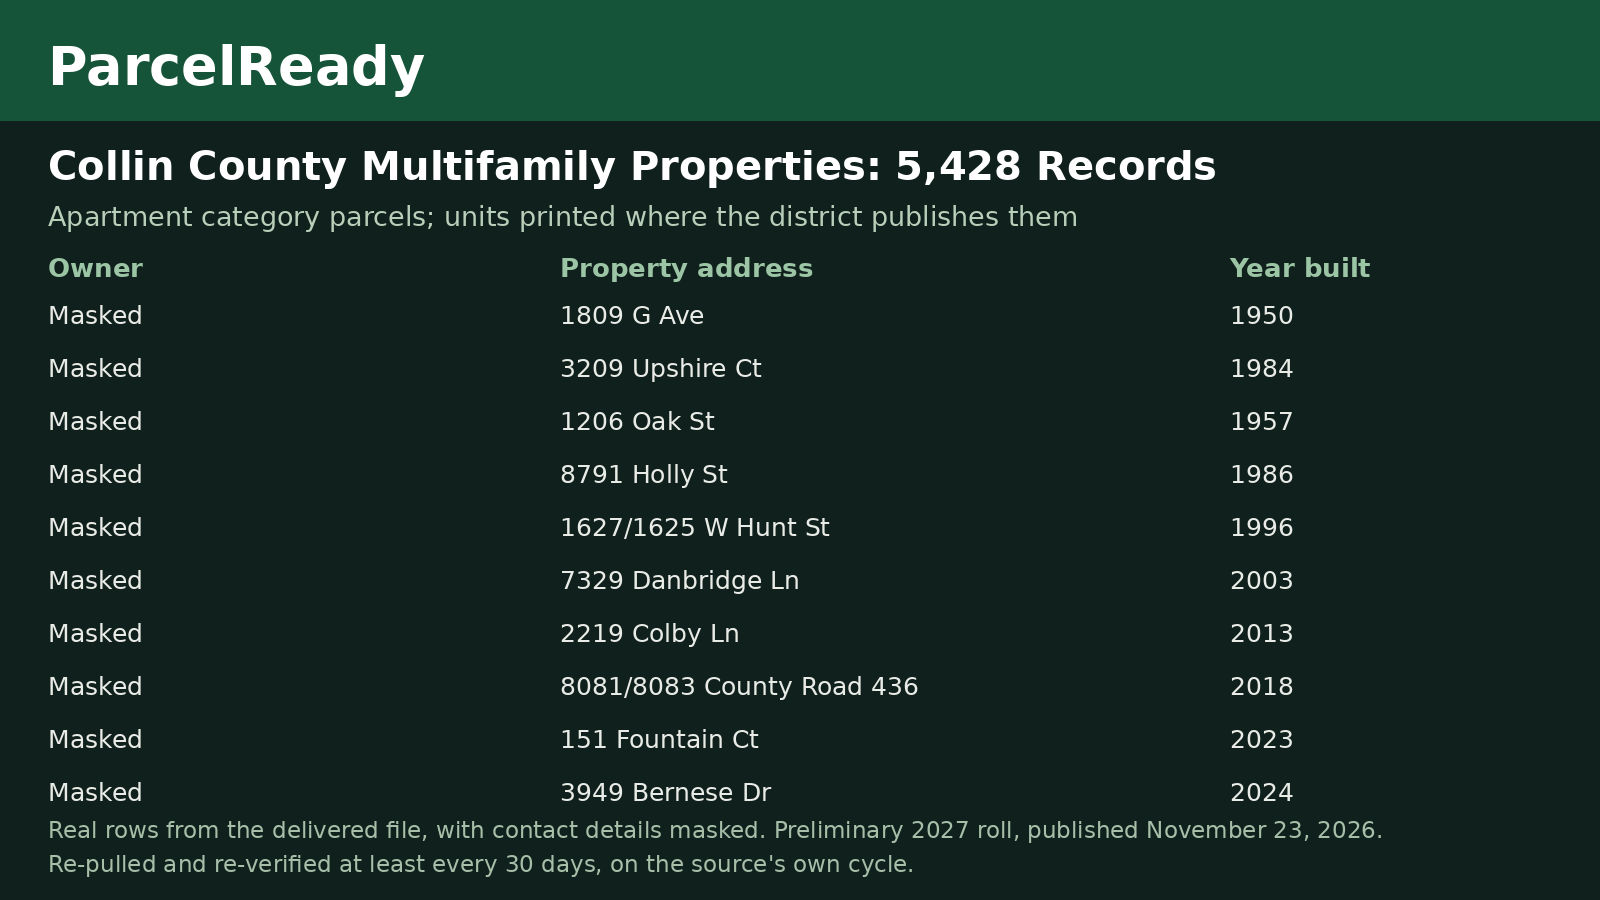 ParcelReady
Collin County Multifamily Properties: 5,428 Records
Apartment category parcels; units printed where the district publishes them
Owner Property address Year built
Masked 1809 G Ave 1950
Masked 3209 Upshire Ct 1984
Masked 1206 Oak St 1957
Masked 8791 Holly St 1986
Masked 1627/1625 W Hunt St 1996
Masked 7329 Danbridge Ln 2003
Masked 2219 Colby Ln 2013
Masked 8081/8083 County Road 436 2018
Masked 151 Fountain Ct 2023
Masked 3949 Bernese Dr 2024
Real rows from the delivered file, with contact details masked. Preliminary 2027 roll, published November 23, 2026.
Re-pulled and re-verified at least every 30 days, on the source's own cycle.